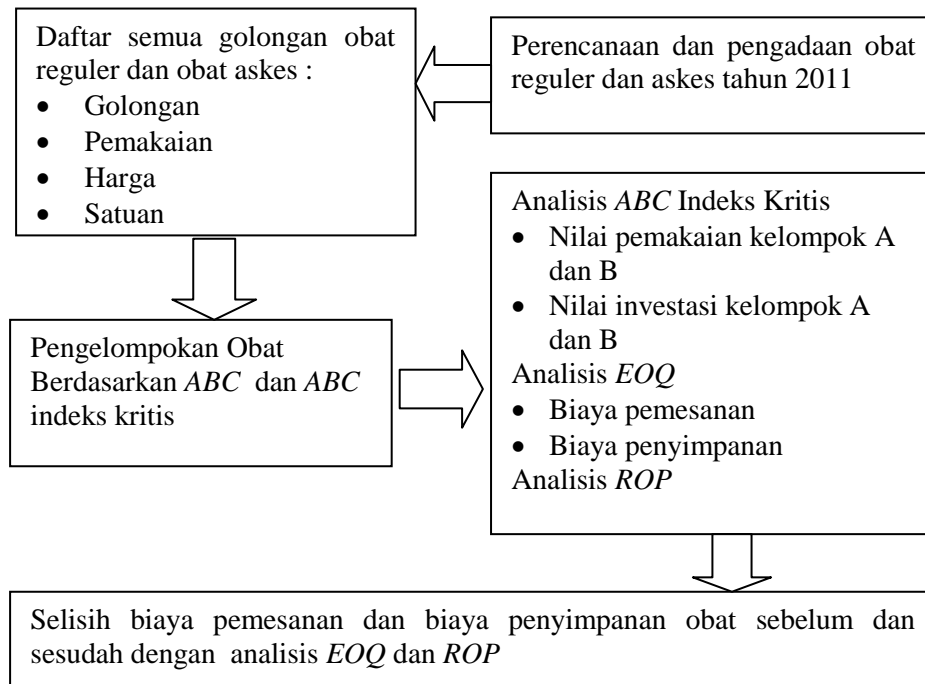 Daftar semua golongan obat
reguler dan obat askes :
• Golongan
• Pemakaian
• Harga
• Satuan
Perencanaan dan pengadaan obat
reguler dan askes tahun 2011
Pengelompokan Obat
Berdasarkan ABC dan ABC
indeks kritis
Analisis ABC Indeks Kritis
• Nilai pemakaian kelompok A
dan B
• Nilai investasi kelompok A
dan B
Analisis EOQ
• Biaya pemesanan
• Biaya penyimpanan
Analisis ROP
Selisih biaya pemesanan dan biaya penyimpanan obat sebelum dan
sesudah dengan analisis EOQ dan ROP